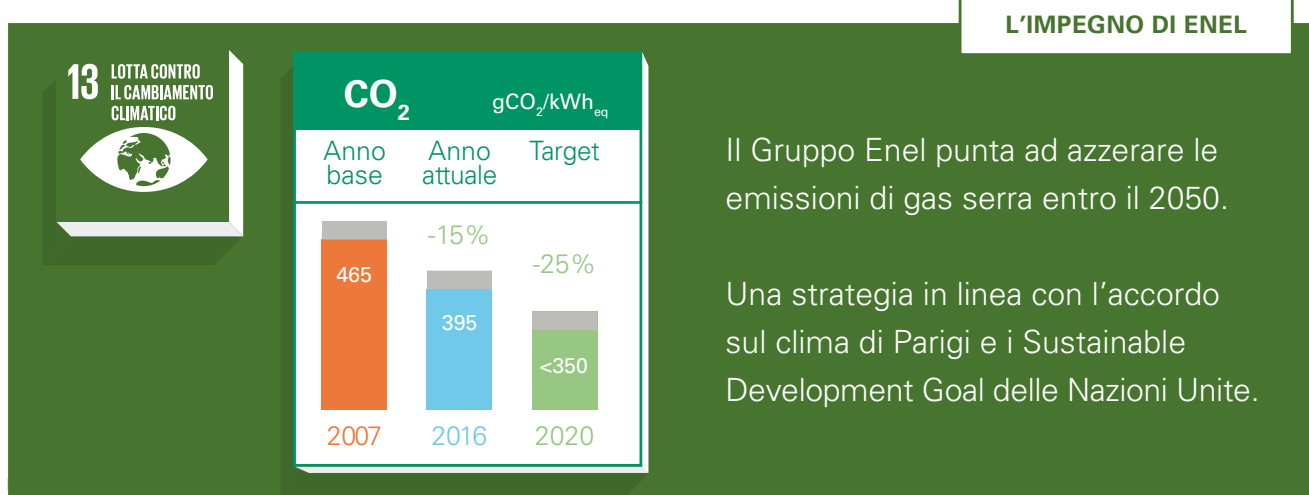 L’IMPEGNO DI ENEL
13 LOTTA CONTRO
IL CAMBIAMENTO
CLIMATICO
CO2 gCO2/kWheq
Anno base
Anno attuale
Target
-15%
-25%
465
395
<350
2007 2016 2020
Il Gruppo Enel punta ad azzerare le
emissioni di gas serra entro il 2050.
Una strategia in linea con l’accordo
sul clima di Parigi e i Sustainable
Development Goal delle Nazioni Unite.